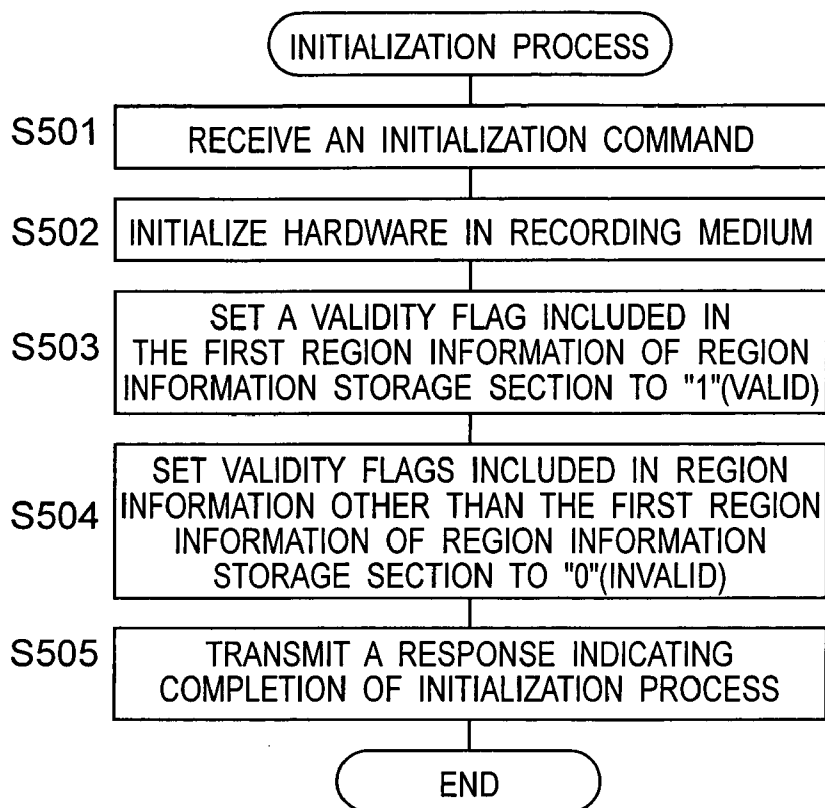 INITIALIZATION PROCESS
S501
RECEIVE AN INITIALIZATION COMMAND
S502
INITIALIZE HARDWARE IN RECORDING MEDIUM
S503
SET A VALIDITY FLAG INCLUDED IN
THE FIRST REGION INFORMATION OF REGION
INFORMATION STORAGE SECTION TO "1"(VALID)
S504
SET VALIDITY FLAGS INCLUDED IN REGION
INFORMATION OTHER THAN THE FIRST REGION
INFORMATION OF REGION INFORMATION
STORAGE SECTION TO "0"(INVALID)
S505
TRANSMIT A RESPONSE INDICATING
COMPLETION OF INITIALIZATION PROCESS
END